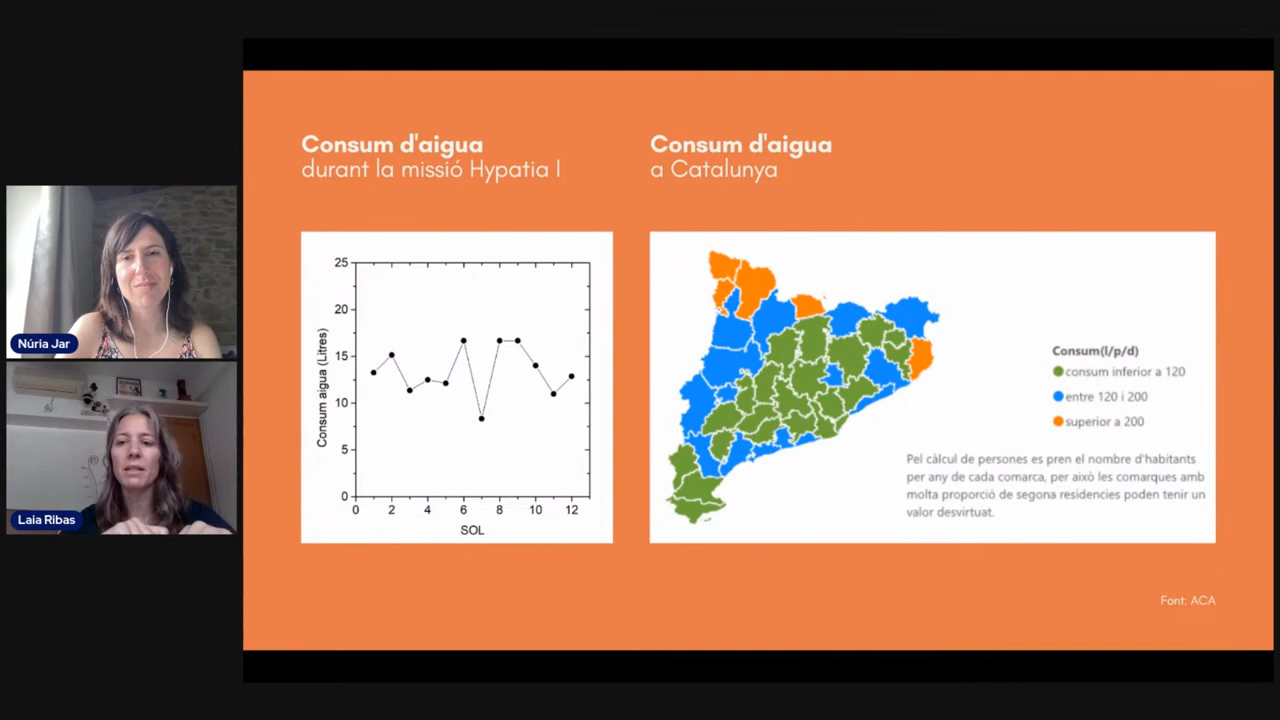 Consum d'aigua
durant la missió Hypatia I
Consum d'aigua
a Catalunya
25
20
15
10
5
0
Consum aigua (Litres)
0 2 4 6 8 10 12
SOL
Consum(l/p/d)
consum inferior a 120
entre 120 i 200
superior a 200
Pel càlcul de persones es pren el nombre d'habitants
per any de cada comarca, per això les comarques amb
molta proporció de segona residencies poden tenir un
valor desvirtuat.
Font: ACA
Núria Jar
Laia Ribas